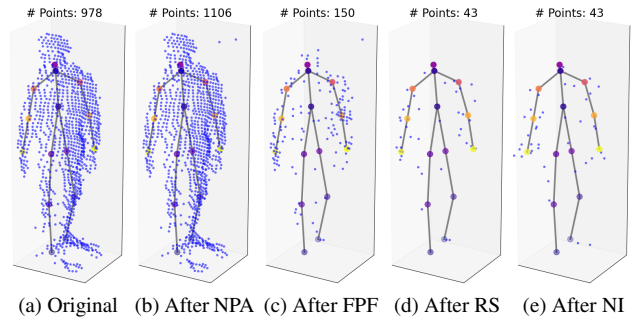 # Points: 978 # Points: 1106 # Points: 150 # Points: 43 # Points: 43
(a) Original (b) After NPA (c) After FPF (d) After RS (e) After NI